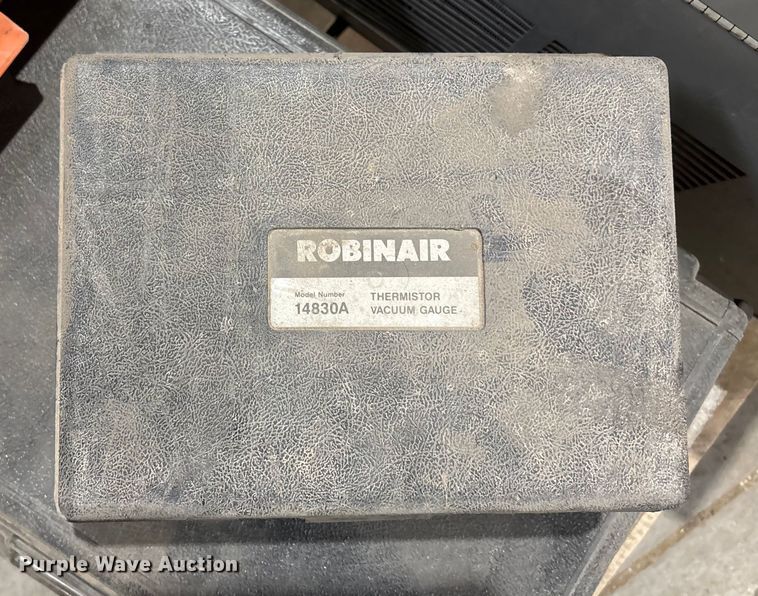 ROBINAIR
Model Number
14830A
THERMISTOR
VACUUM GAUGE
Purple Wave Auction